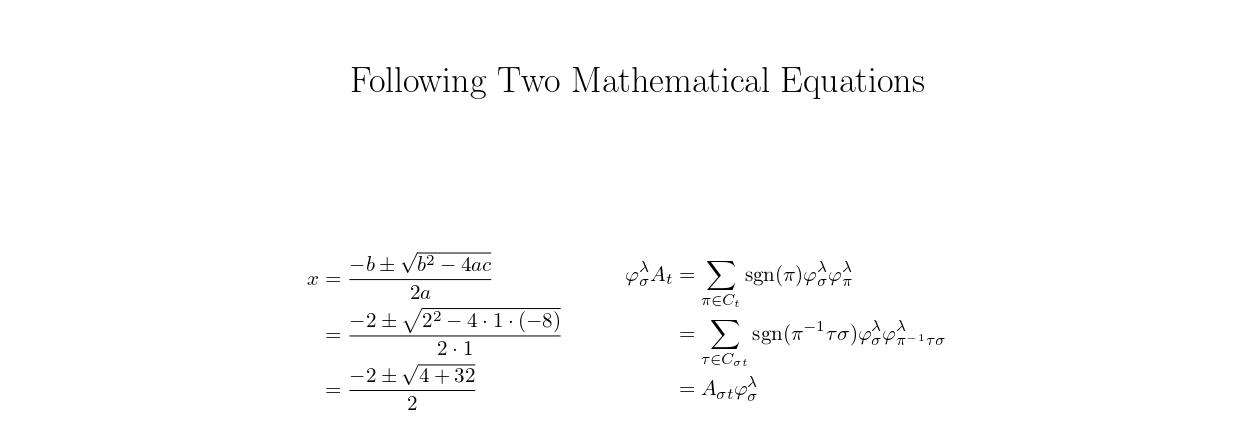 Following Two Mathematical Equations
x = \frac{-b \pm \sqrt{b^2 - 4ac}}{2a}
= \frac{-2 \pm \sqrt{2^2 - 4 \cdot 1 \cdot (-8)}}{2 \cdot 1}
= \frac{-2 \pm \sqrt{4 + 32}}{2}
\varphi_\sigma^\lambda A_t = \sum_{\pi \in C_t} \text{sgn}(\pi) \varphi_\sigma^\lambda \varphi_\pi^\lambda
= \sum_{\tau \in C_{\sigma t}} \text{sgn}(\pi^{-1} \tau \sigma) \varphi_\sigma^\lambda \varphi_{\pi^{-1} \tau \sigma}^\lambda
= A_{\sigma t} \varphi_\sigma^\lambda